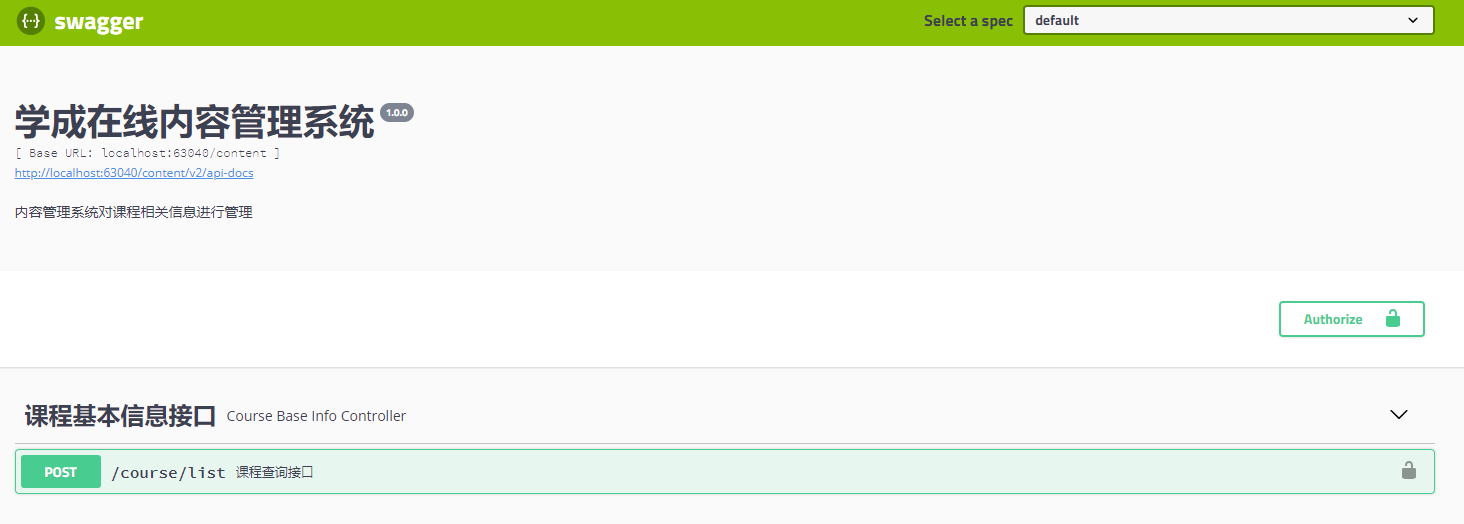 swagger
Select a spec default
学成在线内容管理系统 1.0.0
[ Base URL: localhost:63040/content ]
http://localhost:63040/content/v2/api-docs
内容管理系统对课程相关信息进行管理
Authorize
课程基本信息接口 Course Base Info Controller
POST /course/list 课程查询接口